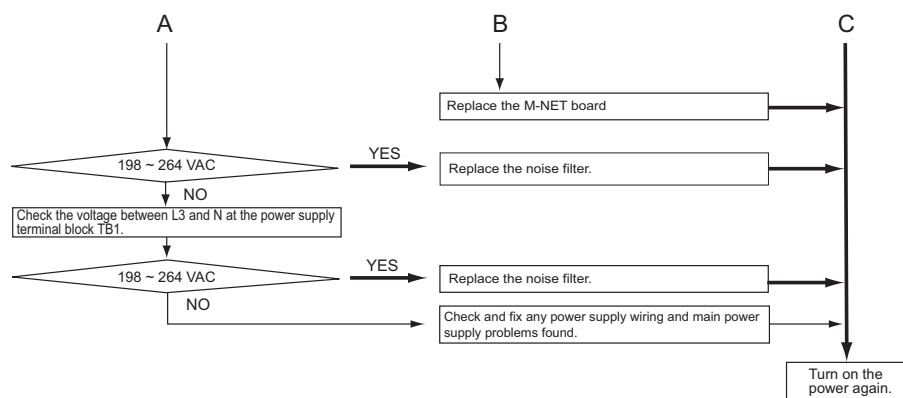 A
B
C
Replace the M-NET board
198 ~ 264 VAC
YES
Replace the noise filter.
NO
Check the voltage between L3 and N at the power supply
terminal block TB1.
198 ~ 264 VAC
YES
Replace the noise filter.
NO
Check and fix any power supply wiring and main power
supply problems found.
Turn on the
power again.